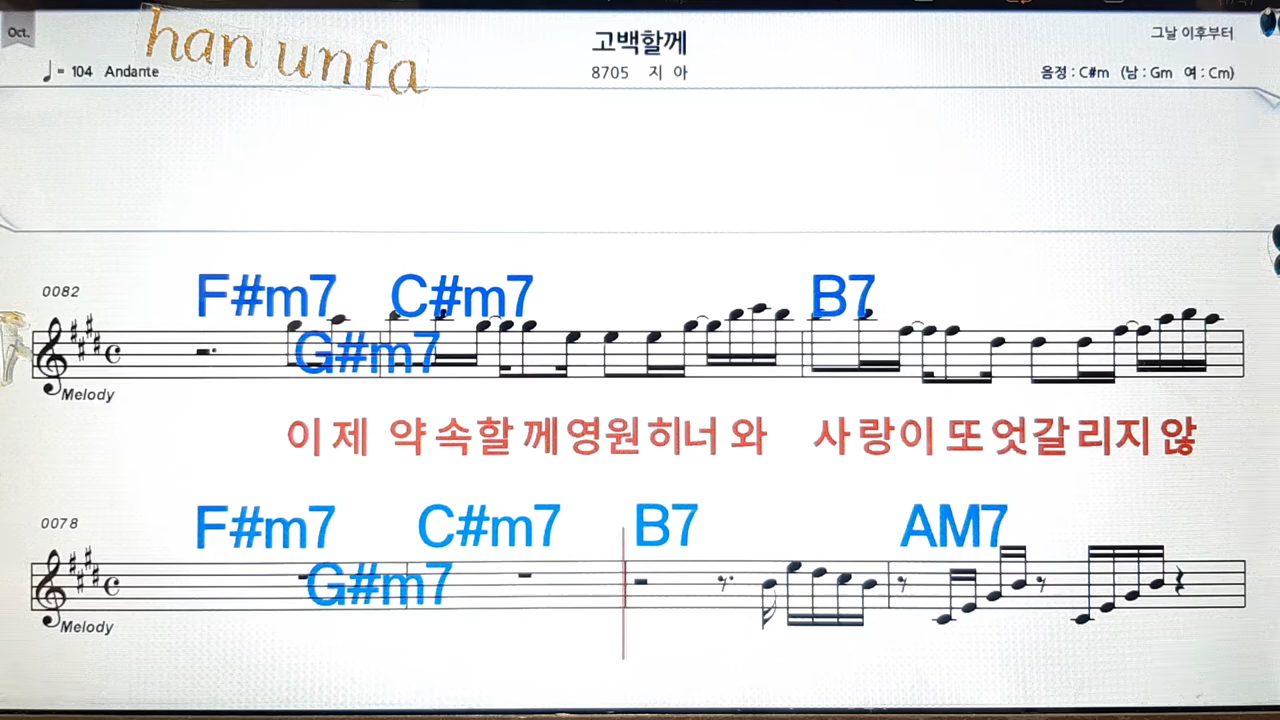 Oct.
han unfa
고백할께
그날 이후부터
♩= 104 Andante
8705 지 아
음정 : C#m (남 : Gm 여 : Cm)
0082
F#m7 C#m7 B7
G#m7
Melody
이 제 약 속 할 께 영 원 히 너 와 사 랑 이 또 엇 갈 리 지 않
0078
F#m7 C#m7 B7 AM7
G#m7
Melody